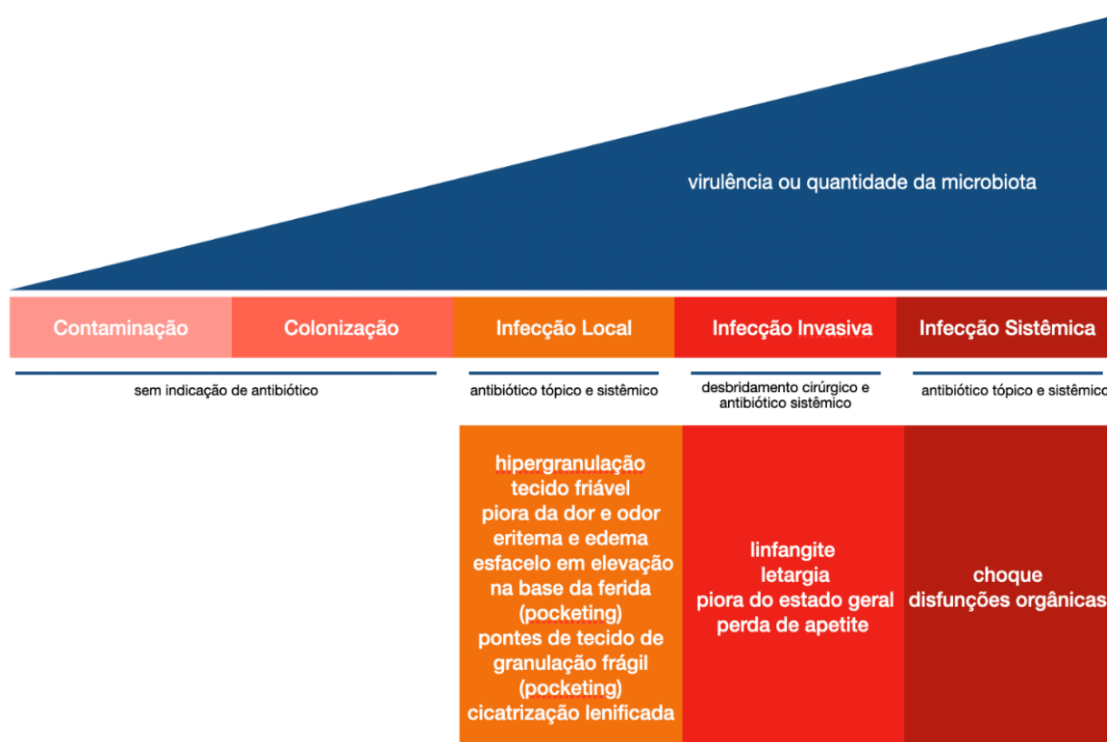 virulência ou quantidade da microbiota
Contaminação
Colonização
Infecção Local
Infecção Invasiva
Infecção Sistêmica
sem indicação de antibiótico
antibiótico tópico e sistêmico
desbridamento cirúrgico e
antibiótico sistêmico
antibiótico tópico e sistêmico
hipergranulação
tecido friável
piora da dor e odor
eritema e edema
esfacelo em elevação
na base da ferida
(pocketing)
pontes de tecido de
granulação frágil
(pocketing)
cicatrização lenificada
linfangite
letargia
piora do estado geral
perda de apetite
choque
disfunções orgânicas